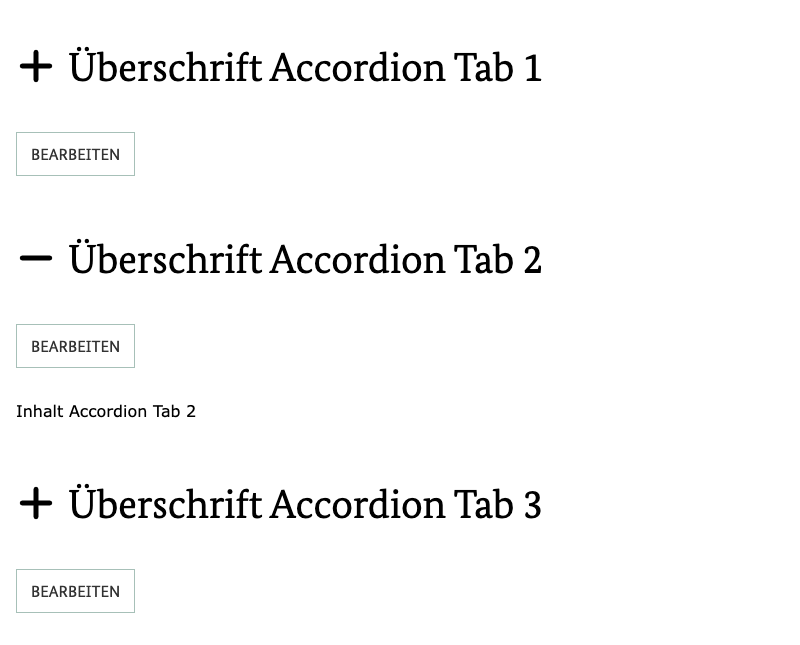 Überschrift Accordion Tab 1
BEARBEITEN
Überschrift Accordion Tab 2
BEARBEITEN
Inhalt Accordion Tab 2
Überschrift Accordion Tab 3
BEARBEITEN